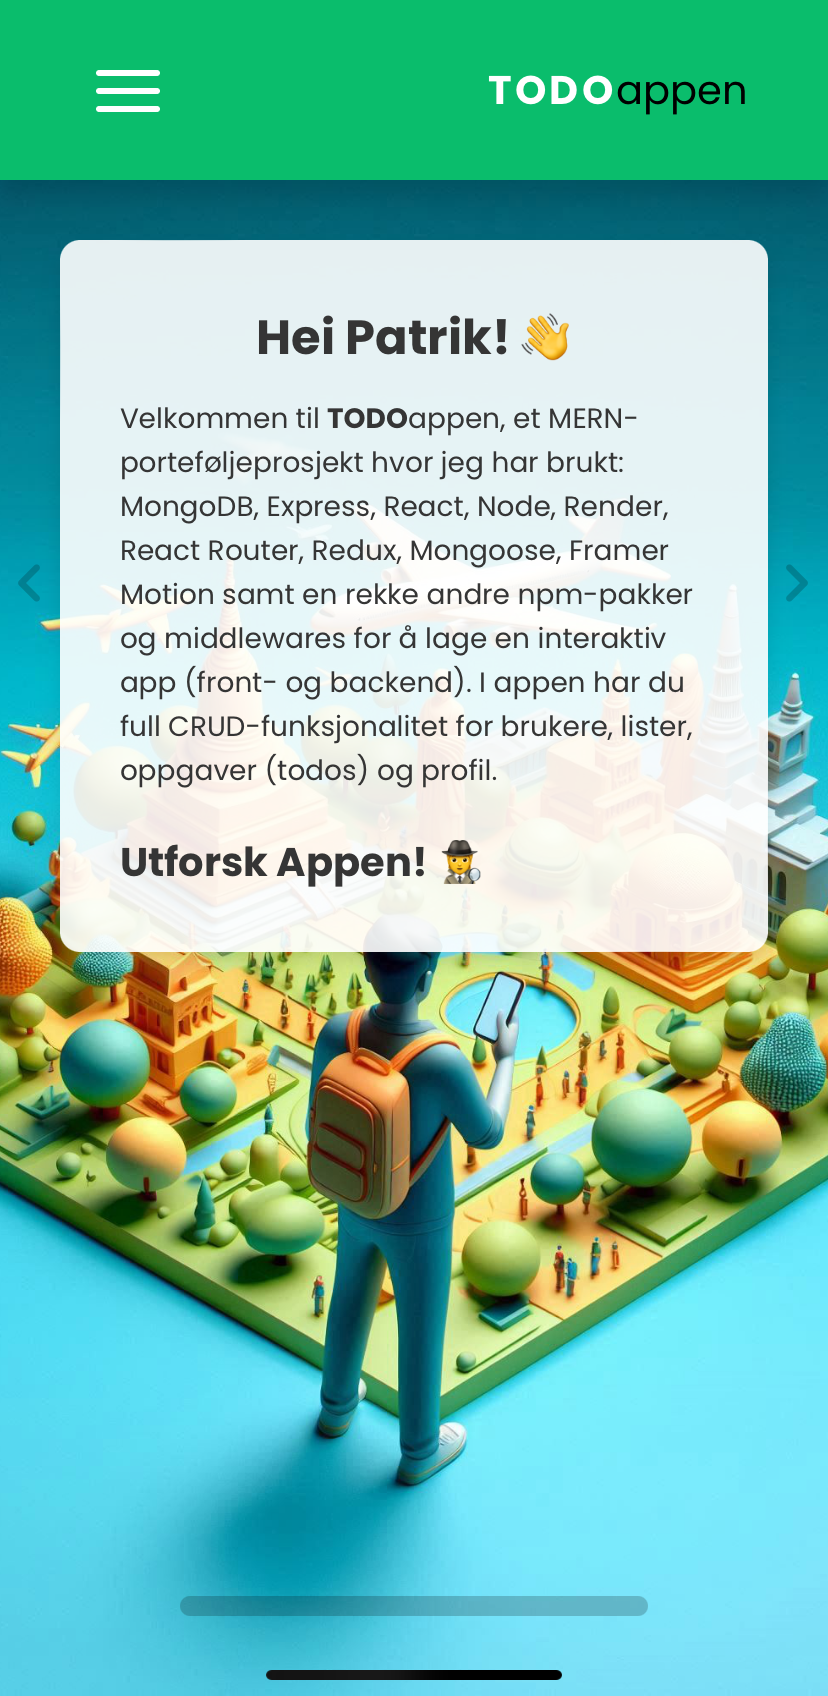 TODOappen
Hei Patrik! 👋
Velkommen til TODOappen, et MERN-
porteføljeprosjekt hvor jeg har brukt:
MongoDB, Express, React, Node, Render,
React Router, Redux, Mongoose, Framer
Motion samt en rekke andre npm-pakker
og middlewares for å lage en interaktiv
app (front- og backend). I appen har du
full CRUD-funksjonalitet for brukere, lister,
oppgaver (todos) og profil.
Utforsk Appen! 🕵️